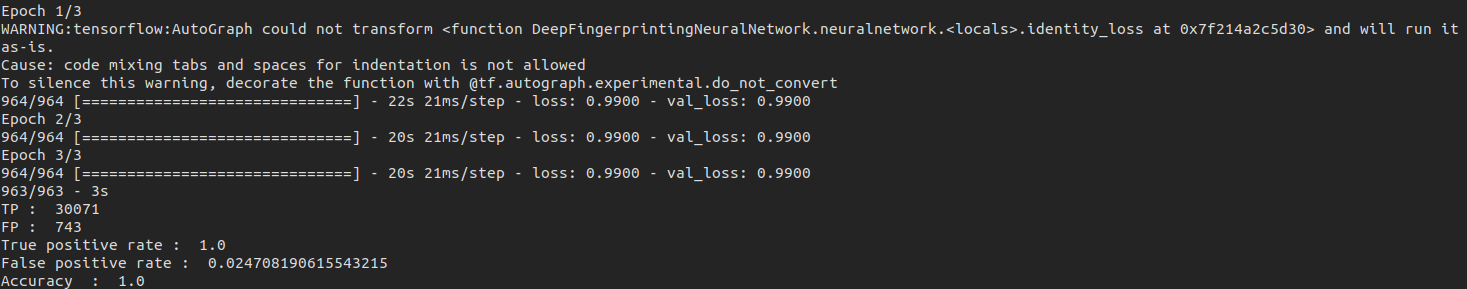 Epoch 1/3
WARNING:tensorflow:AutoGraph could not transform <function DeepFingerprintingNeuralNetwork.neuralnetwork.<locals>.identity_loss at 0x7f214a2c5d30> and will run it
as-is.
Cause: code mixing tabs and spaces for indentation is not allowed
To silence this warning, decorate the function with @tf.autograph.experimental.do_not_convert
964/964 [==============================] - 22s 21ms/step - loss: 0.9900 - val_loss: 0.9900
Epoch 2/3
964/964 [==============================] - 20s 21ms/step - loss: 0.9900 - val_loss: 0.9900
Epoch 3/3
964/964 [==============================] - 20s 21ms/step - loss: 0.9900 - val_loss: 0.9900
963/963 - 3s
TP :  30071
FP :  743
True positive rate :  1.0
False positive rate :  0.024708190615543215
Accuracy  :  1.0